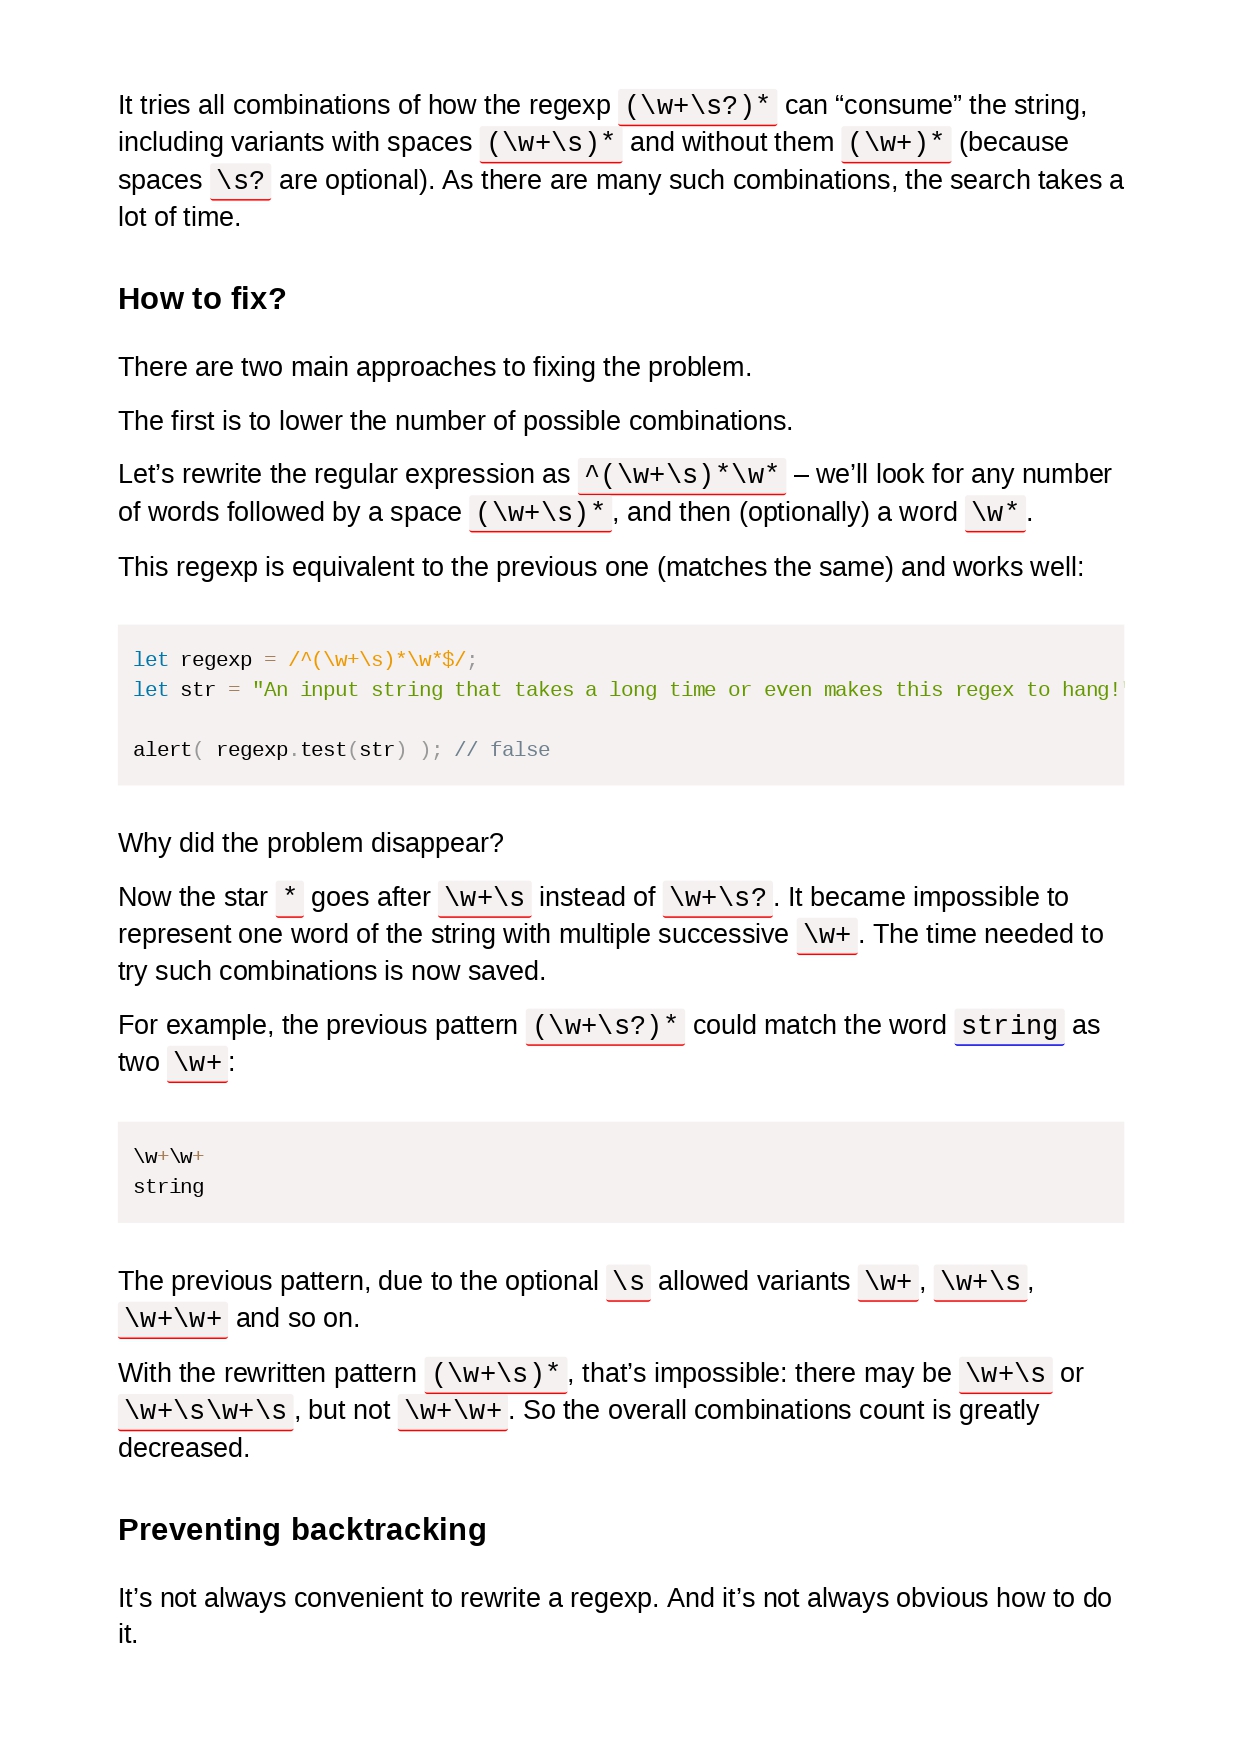 It tries all combinations of how the regexp (\w+\s?)* can “consume” the string,
including variants with spaces (\w+\s)* and without them (\w+)* (because
spaces \s? are optional). As there are many such combinations, the search takes a
lot of time.
How to fix?
There are two main approaches to fixing the problem.
The first is to lower the number of possible combinations.
Let’s rewrite the regular expression as ^(\w+\s)*\w* – we’ll look for any number
of words followed by a space (\w+\s)*, and then (optionally) a word \w*.
This regexp is equivalent to the previous one (matches the same) and works well:
let regexp = /^(\w+\s)*\w*$/;
let str = "An input string that takes a long time or even makes this regex to hang!"
alert( regexp.test(str) ); // false
Why did the problem disappear?
Now the star * goes after \w+\s instead of \w+\s?. It became impossible to
represent one word of the string with multiple successive \w+. The time needed to
try such combinations is now saved.
For example, the previous pattern (\w+\s?)* could match the word string as
two \w+:
\w+\w+
string
The previous pattern, due to the optional \s allowed variants \w+, \w+\s,
\w+\w+ and so on.
With the rewritten pattern (\w+\s)*, that’s impossible: there may be \w+\s or
\w+\s\w+\s, but not \w+\w+. So the overall combinations count is greatly
decreased.
Preventing backtracking
It’s not always convenient to rewrite a regexp. And it’s not always obvious how to do
it.